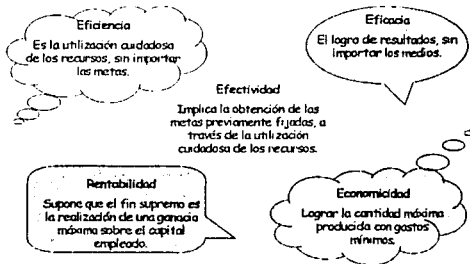 Eficiencia
Es la utilización cuidadosa
de los recursos, sin importar
las metas.
Eficacia
El logro de resultados, sin
importar los medios.
Efectividad
Implica la obtención de las
metas previamente fijadas, a
través de la utilización
cuidadosa de los recursos.
Rentabilidad
Supone que el fin supremo es
la realización de una ganacia
máxima sobre el capital
empleado.
Economicidad
Lograr la cantidad máxima
producida con gastos
mínimos.